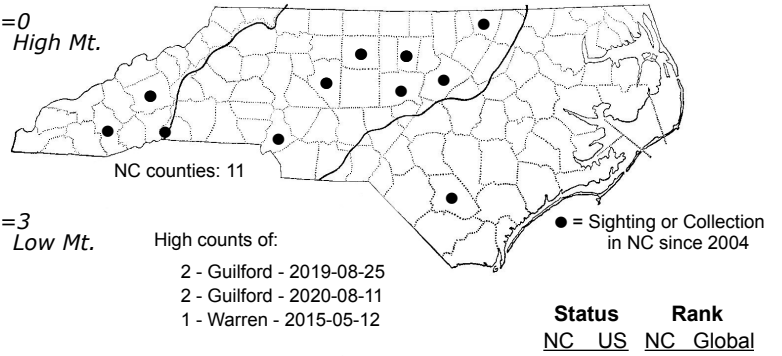 =0
High Mt.
NC counties: 11
=3
Low Mt.
High counts of:
2 - Guilford - 2019-08-25
2 - Guilford - 2020-08-11
1 - Warren - 2015-05-12
● = Sighting or Collection
in NC since 2004
Status Rank
NC US NC Global